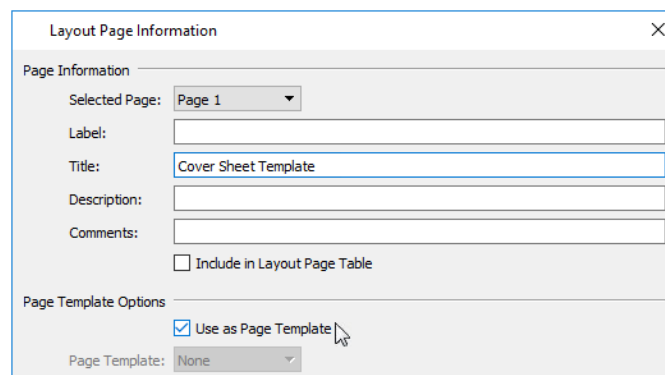 Layout Page Information
Page Information
Selected Page: Page 1
Label:
Title: Cover Sheet Template
Description:
Comments:
Include in Layout Page Table
Page Template Options
Use as Page Template
Page Template: None